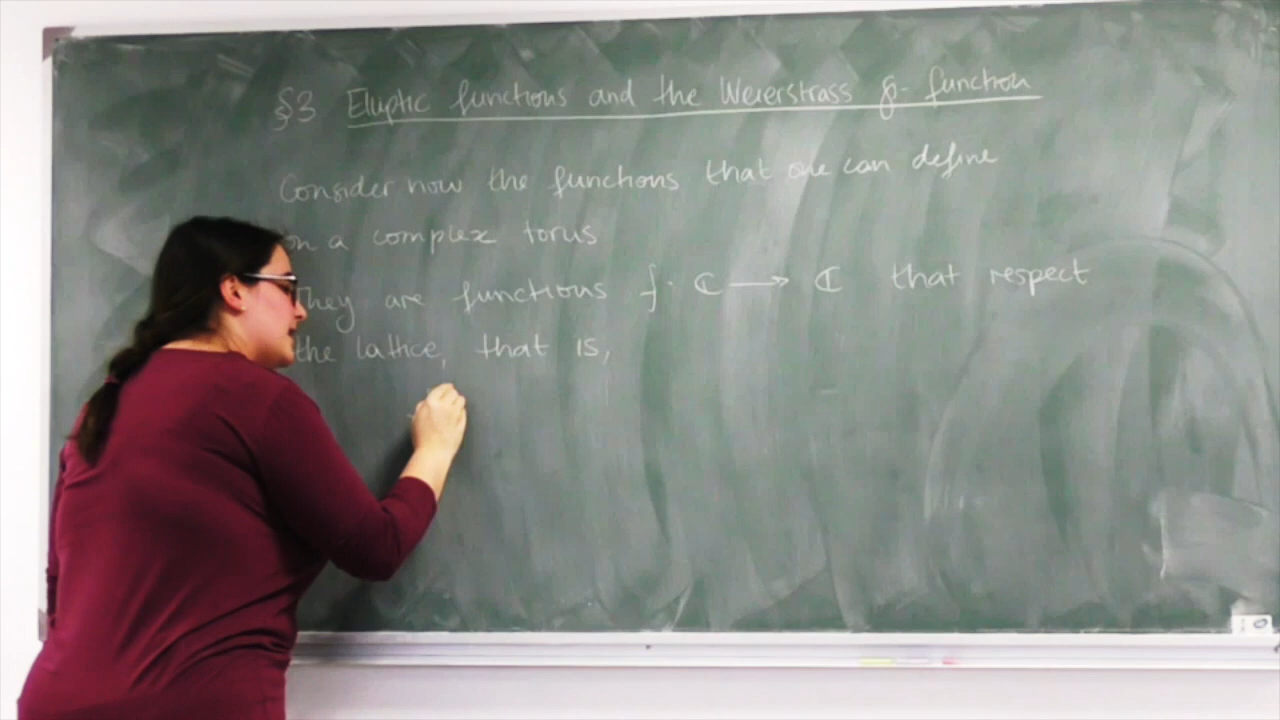 §3 Elliptic functions and the Weierstrass ℘-function
Consider now the functions that one can define
on a complex torus
They are functions f: ℂ ⟶ ℂ that respect
the lattice, that is,